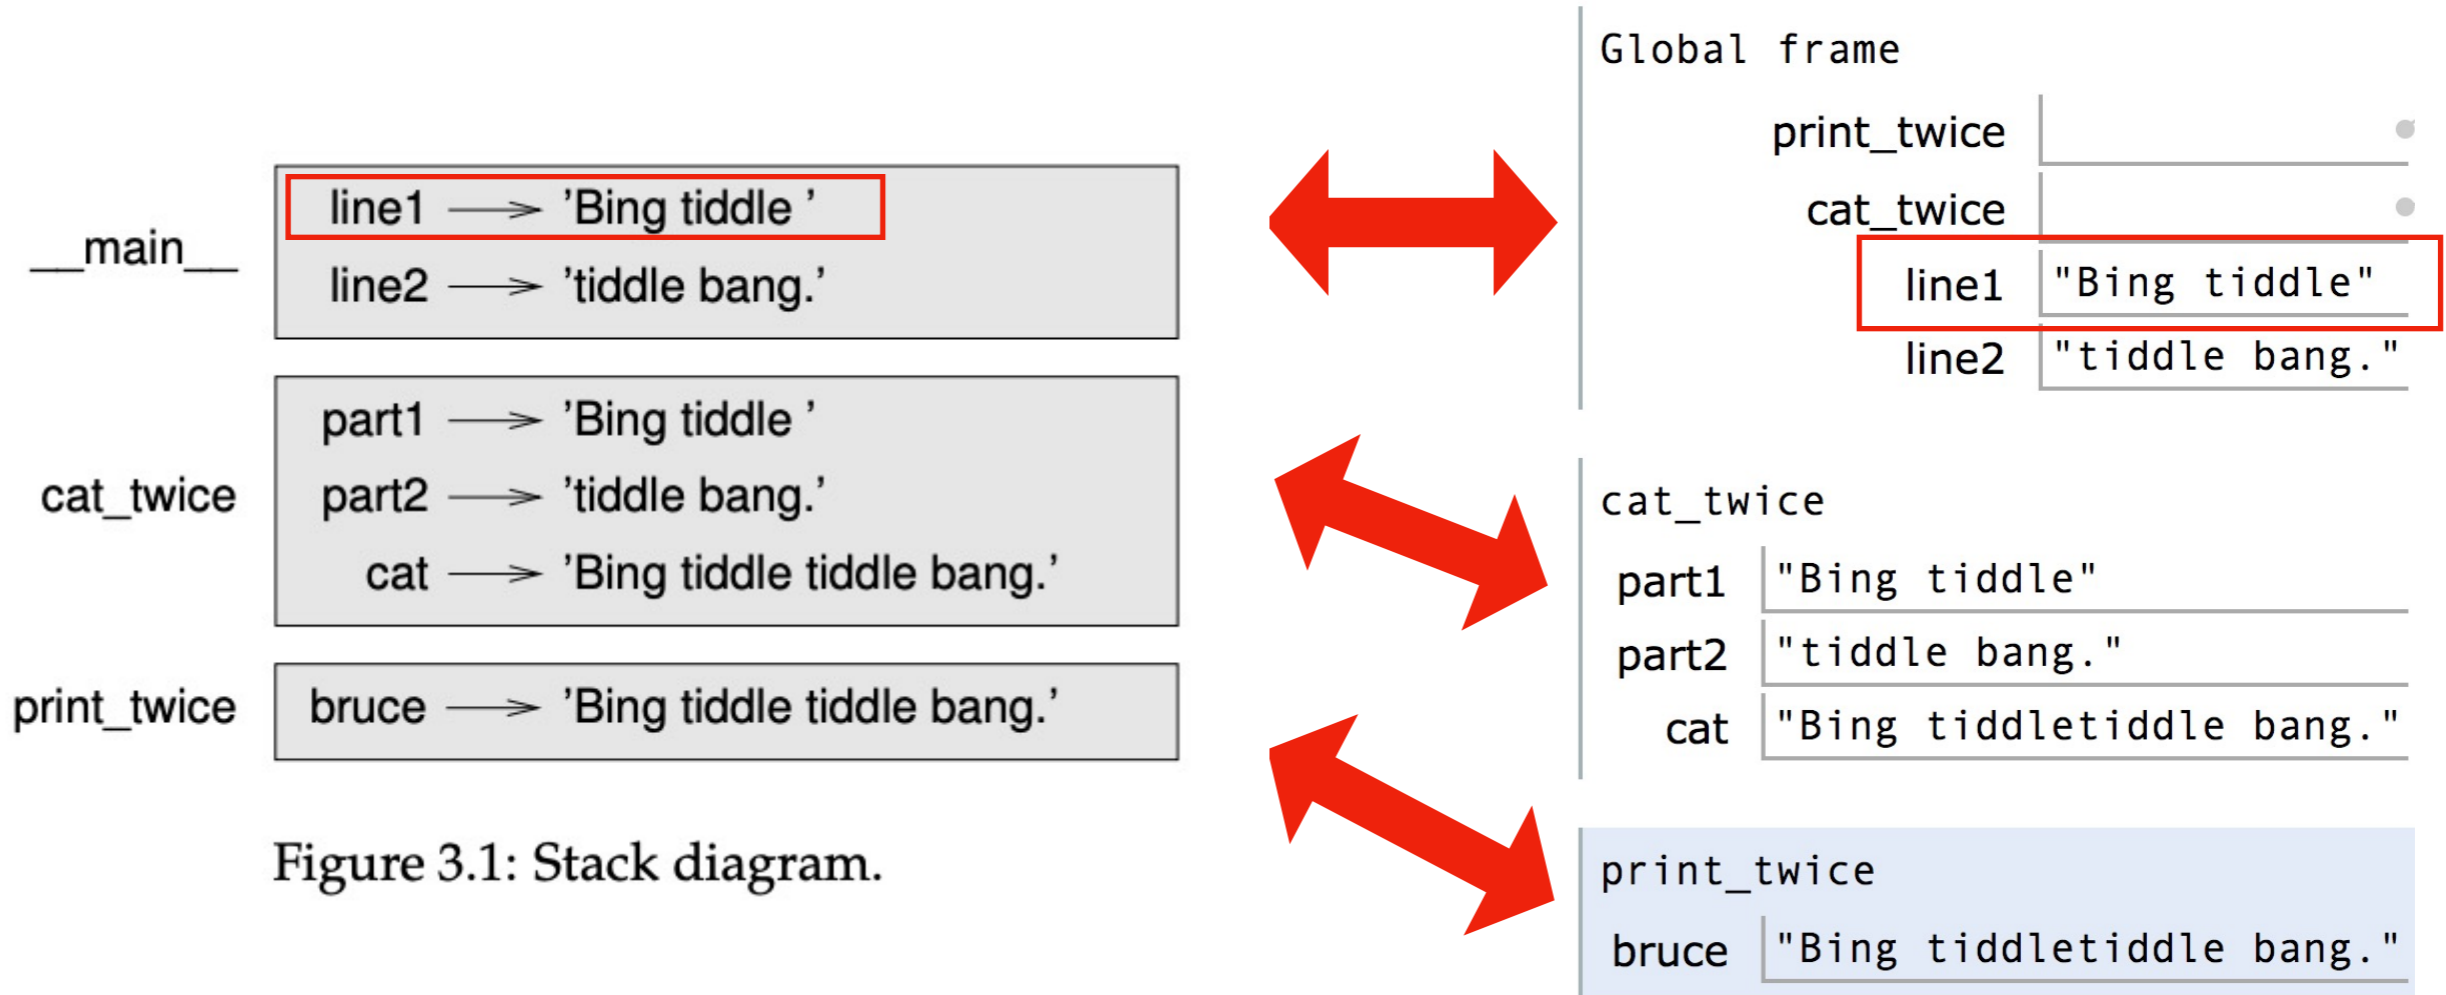 __main__
line1 → 'Bing tiddle '
line2 → 'tiddle bang.'
cat_twice
part1 → 'Bing tiddle '
part2 → 'tiddle bang.'
cat → 'Bing tiddle tiddle bang.'
print_twice
bruce → 'Bing tiddle tiddle bang.'
Figure 3.1: Stack diagram.
Global frame
print_twice
cat_twice
line1 "Bing tiddle"
line2 "tiddle bang."
cat_twice
part1 "Bing tiddle"
part2 "tiddle bang."
cat "Bing tiddletiddle bang."
print_twice
bruce "Bing tiddletiddle bang."